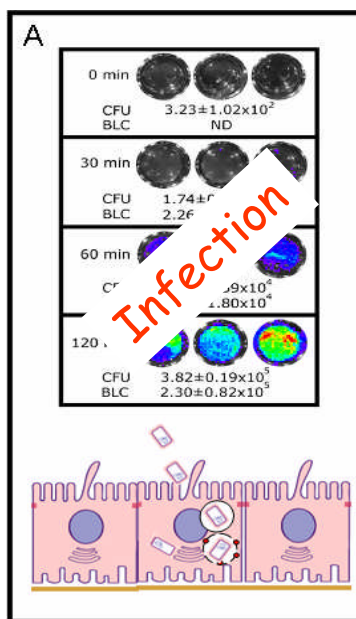 A
0 min
CFU 3.23±1.02x10²
BLC ND
30 min
CFU 1.74±
BLC 2.26
60 min
10⁴
1.80x10⁴
120
CFU 3.82±0.19x10⁵
BLC 2.30±0.82x10⁵
Infection